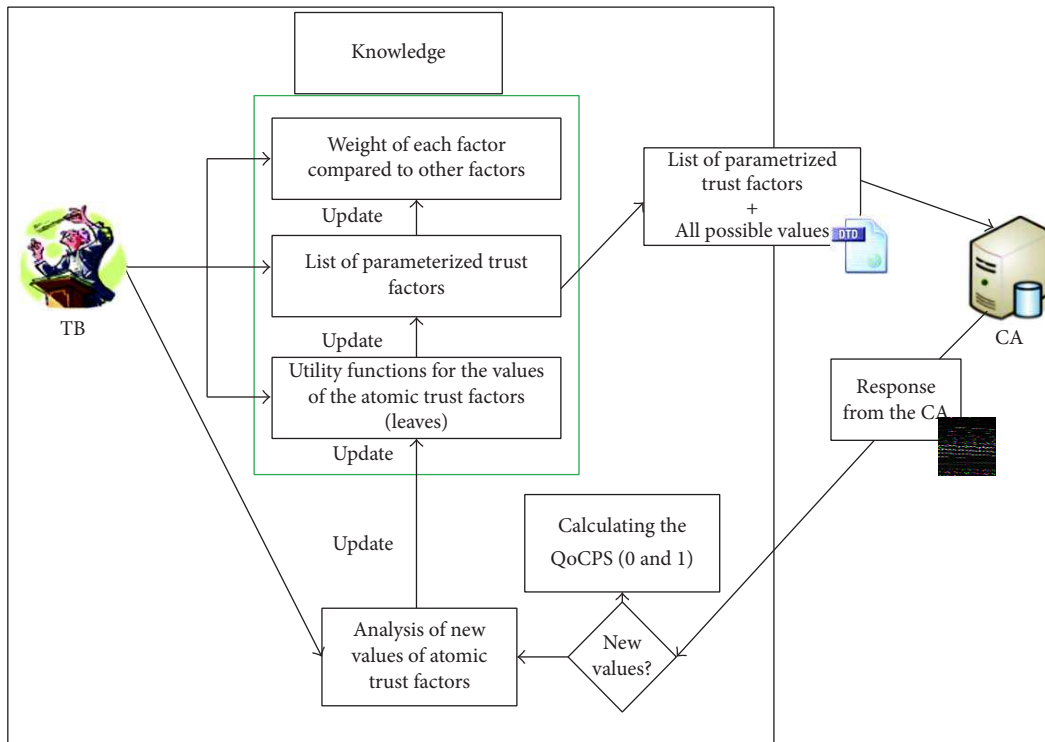 Knowledge
Weight of each factor
compared to other factors
Update
List of parameterized trust
factors
Update
Utility functions for the values
of the atomic trust factors
(leaves)
Update
Update
TB
List of parametrized
trust factors
+
All possible values
DTD
CA
Response
from the CA
Calculating the
QoCPS (0 and 1)
New
values?
Analysis of new
values of atomic
trust factors